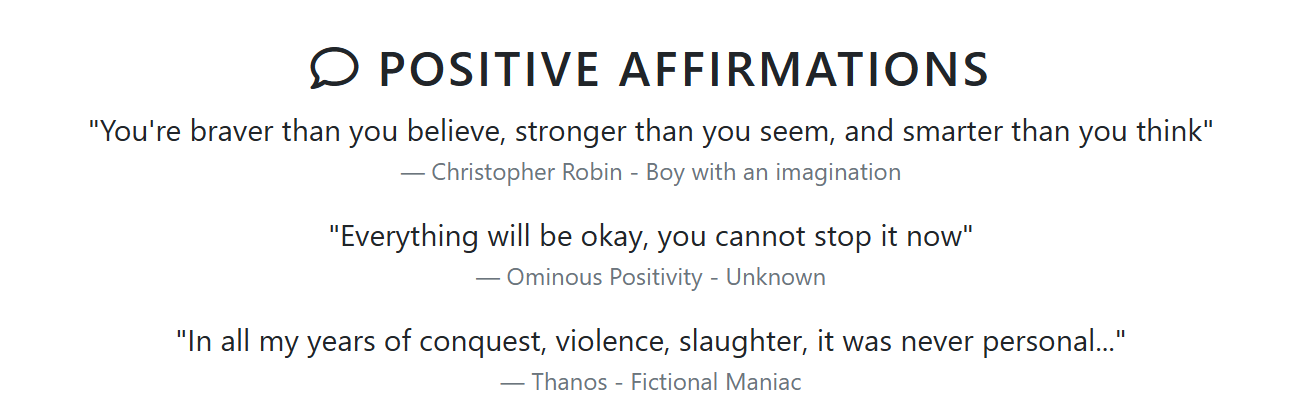 POSITIVE AFFIRMATIONS
"You're braver than you believe, stronger than you seem, and smarter than you think"
— Christopher Robin - Boy with an imagination
"Everything will be okay, you cannot stop it now"
— Ominous Positivity - Unknown
"In all my years of conquest, violence, slaughter, it was never personal..."
— Thanos - Fictional Maniac